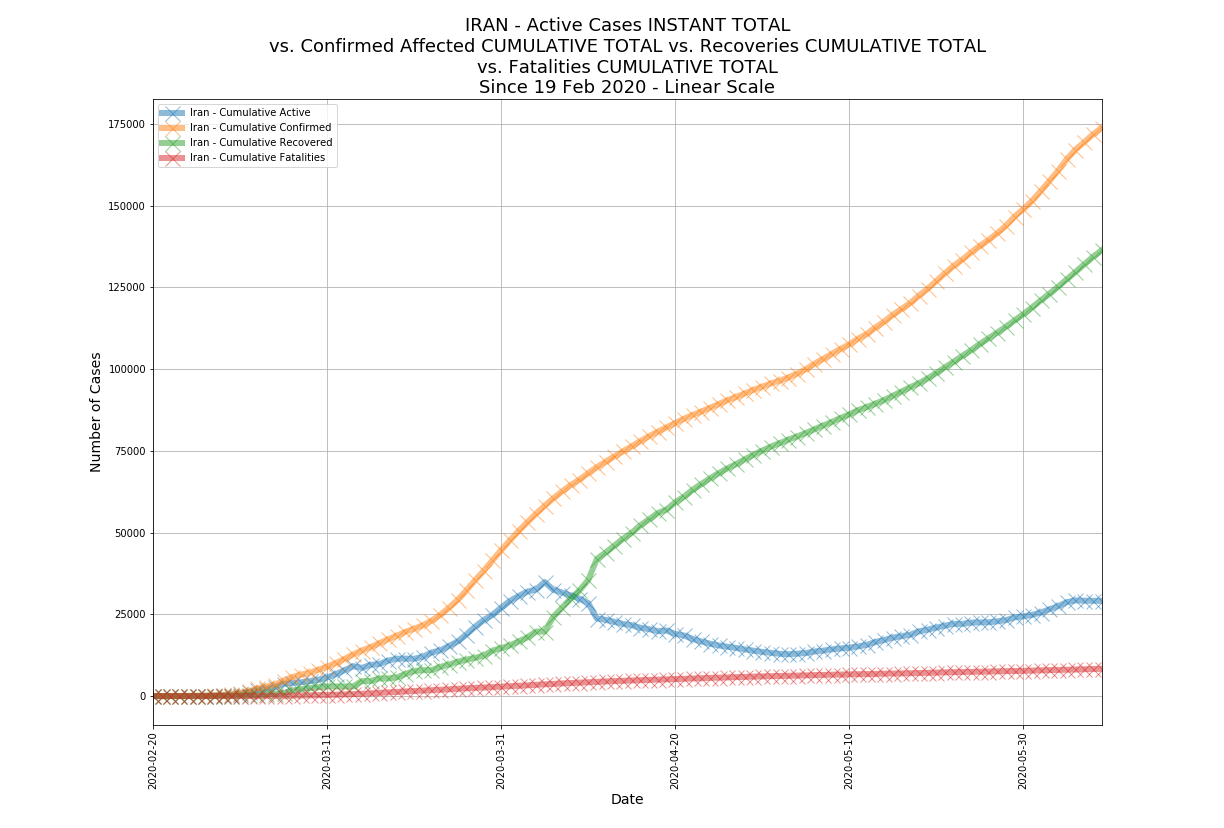 IRAN - Active Cases INSTANT TOTAL
vs. Confirmed Affected CUMULATIVE TOTAL vs. Recoveries CUMULATIVE TOTAL
vs. Fatalities CUMULATIVE TOTAL
Since 19 Feb 2020 - Linear Scale
Iran - Cumulative Active
Iran - Cumulative Confirmed
Iran - Cumulative Recovered
Iran - Cumulative Fatalities
Number of Cases
175000
150000
125000
100000
75000
50000
25000
0
2020-02-20
2020-03-11
2020-03-31
2020-04-20
2020-05-10
2020-05-30
Date